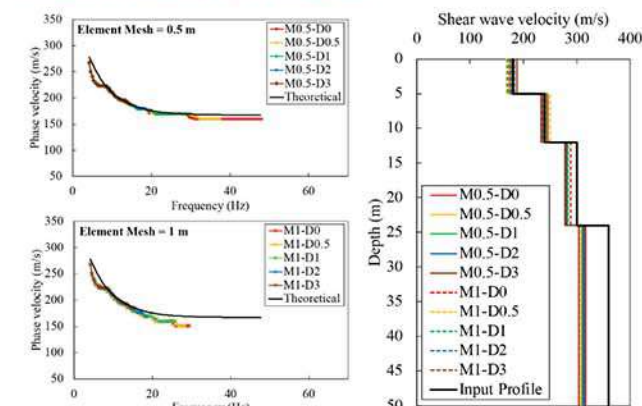 350
300
250
200
150
100
50
Phase velocity (m/s)
Element Mesh = 0.5 m
M0.5-D0
M0.5-D0.5
M0.5-D1
M0.5-D2
M0.5-D3
Theoretical
0 20 40 60
Frequency (Hz)
350
300
250
200
150
100
50
Phase velocity (m/s)
Element Mesh = 1 m
M1-D0
M1-D0.5
M1-D1
M1-D2
M1-D3
Theoretical
0 20 40 60
Frequency (Hz)
Shear wave velocity (m/s)
0 100 200 300 400
0
5
10
15
20
25
30
35
40
45
50
Depth (m)
M0.5-D0
M0.5-D0.5
M0.5-D1
M0.5-D2
M0.5-D3
M1-D0
M1-D0.5
M1-D1
M1-D2
M1-D3
Input Profile